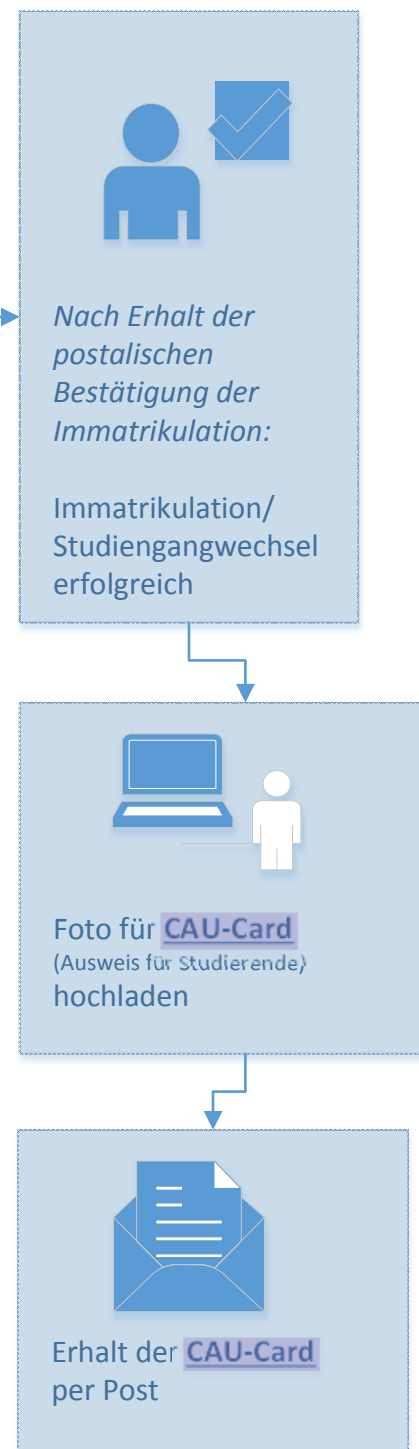 Nach Erhalt der
postalischen
Bestätigung der
Immatrikulation:
Immatrikulation/
Studiengangwechsel
erfolgreich
Foto für CAU-Card
(Ausweis für Studierende)
hochladen
Erhalt der CAU-Card
per Post